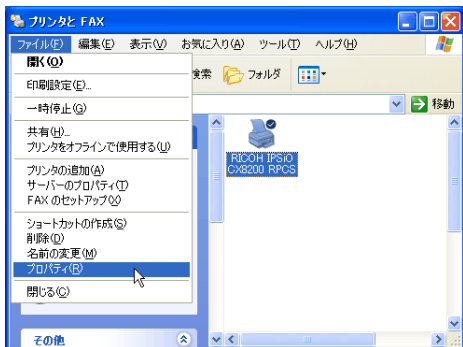 プリンタと FAX
ファイル(F) 編集(E) 表示(V) お気に入り(A) ツール(T) ヘルプ(H)
開く(O)
印刷設定(E)...
検索 フォルダ
一時停止(G)
移動
共有(H)...
プリンタをオフラインで使用する(U)
プリンタの追加(A)
サーバーのプロパティ(T)
FAX のセットアップ(X)
ショートカットの作成(S)
削除(D)
名前の変更(M)
プロパティ(R)
閉じる(C)
RICOH IPSiO
CX8200 RPCS
その他